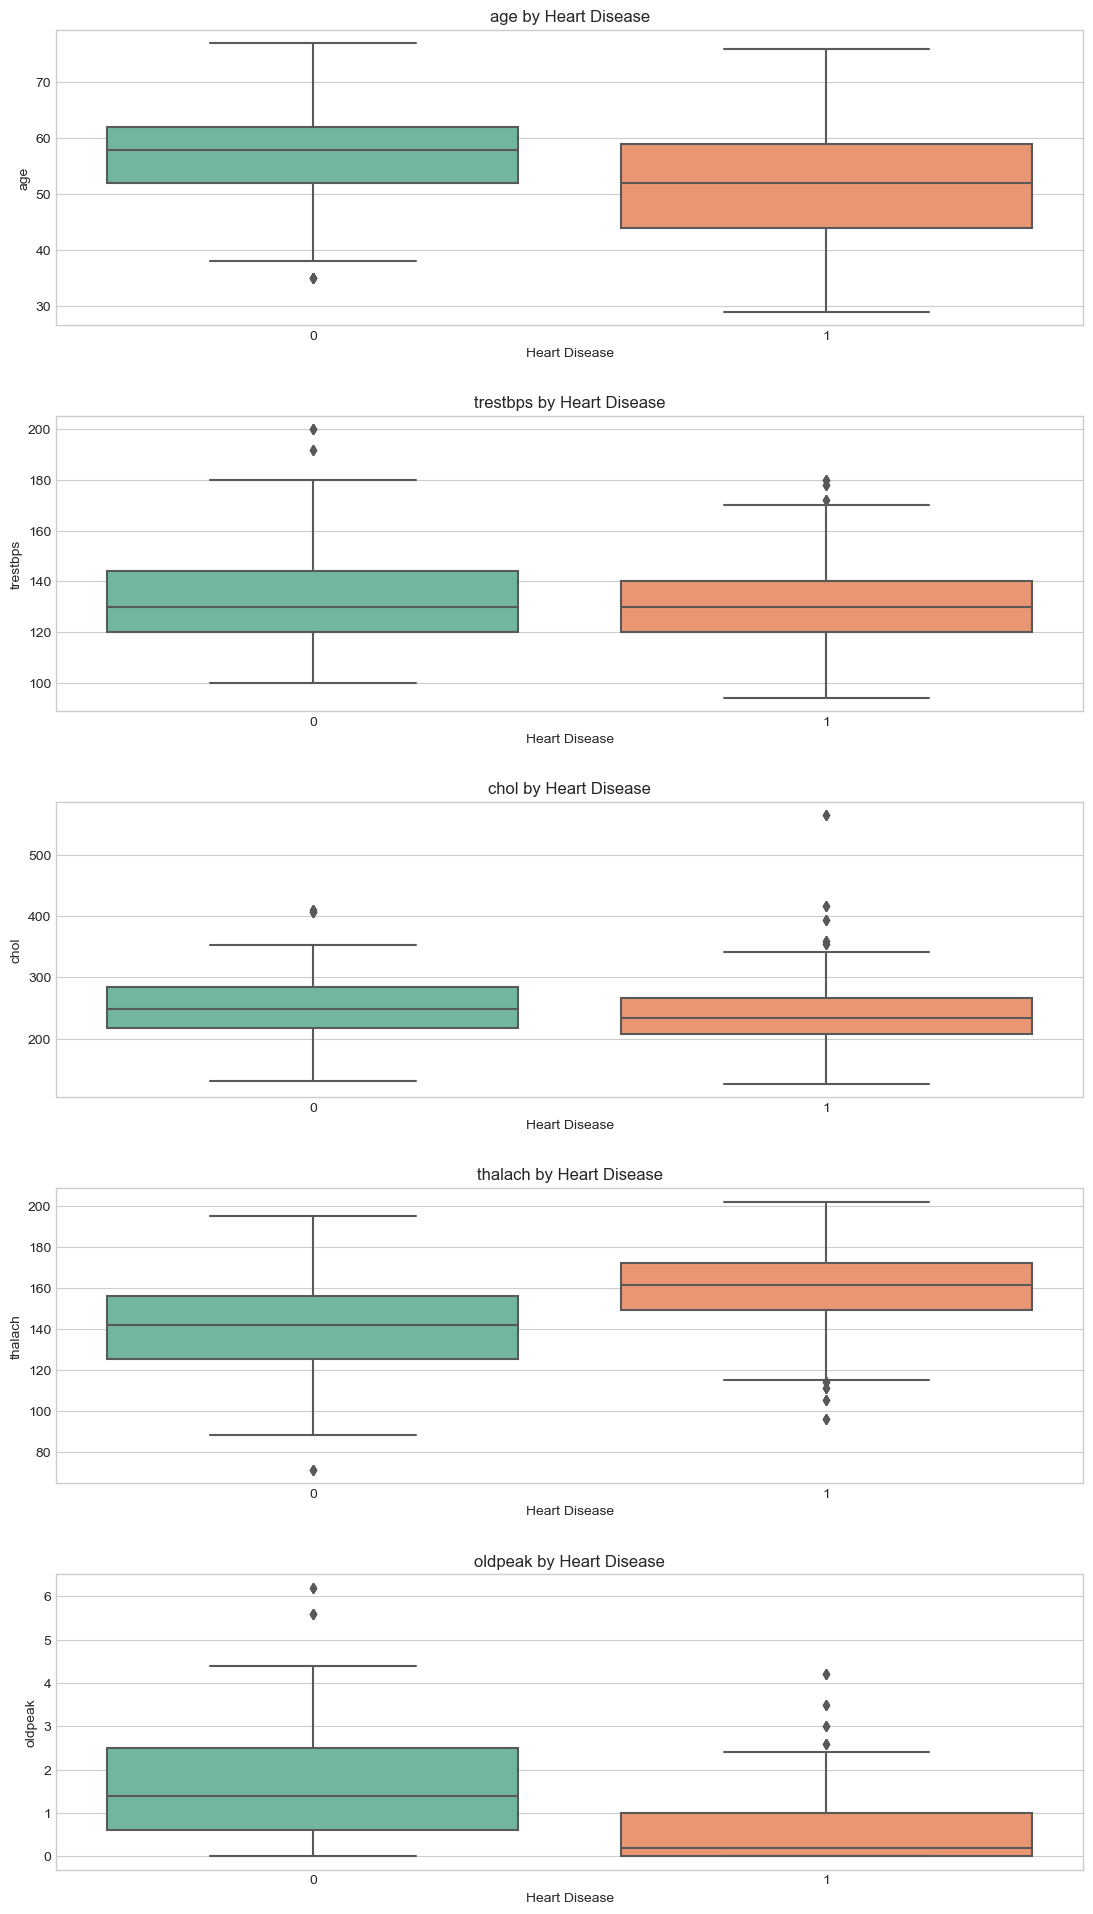 age by Heart Disease
70
60
50
40
30
age
0 1
Heart Disease
trestbps by Heart Disease
200
180
160
140
120
100
trestbps
0 1
Heart Disease
chol by Heart Disease
500
400
300
200
chol
0 1
Heart Disease
thalach by Heart Disease
200
180
160
140
120
100
80
thalach
0 1
Heart Disease
oldpeak by Heart Disease
6
5
4
3
2
1
0
oldpeak
0 1
Heart Disease